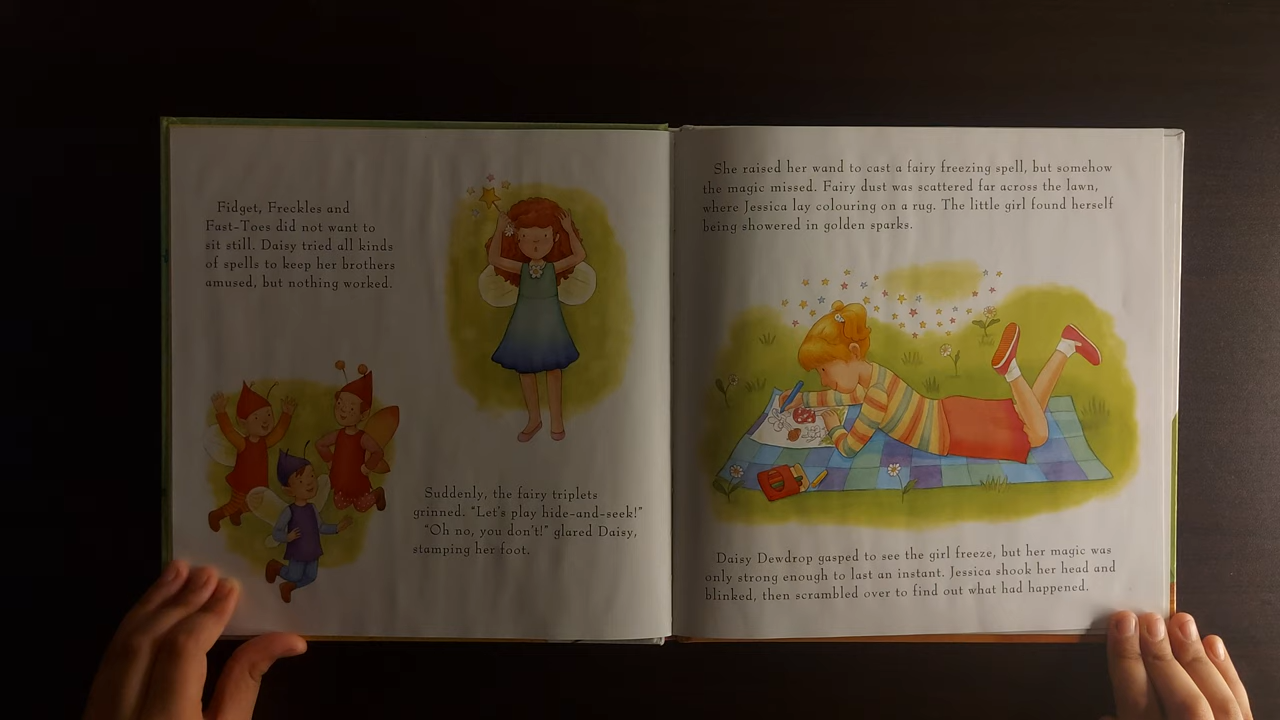 Fidget, Freckles and
Fast-Toes did not want to
sit still. Daisy tried all kinds
of spells to keep her brothers
amused, but nothing worked.
Suddenly, the fairy triplets
grinned. "Let's play hide-and-seek!"
"Oh no, you don't!" glared Daisy,
stamping her foot.
She raised her wand to cast a fairy freezing spell, but somehow
the magic missed. Fairy dust was scattered far across the lawn,
where Jessica lay colouring on a rug. The little girl found herself
being showered in golden sparks.
Daisy Dewdrop gasped to see the girl freeze, but her magic was
only strong enough to last an instant. Jessica shook her head and
blinked, then scrambled over to find out what had happened.